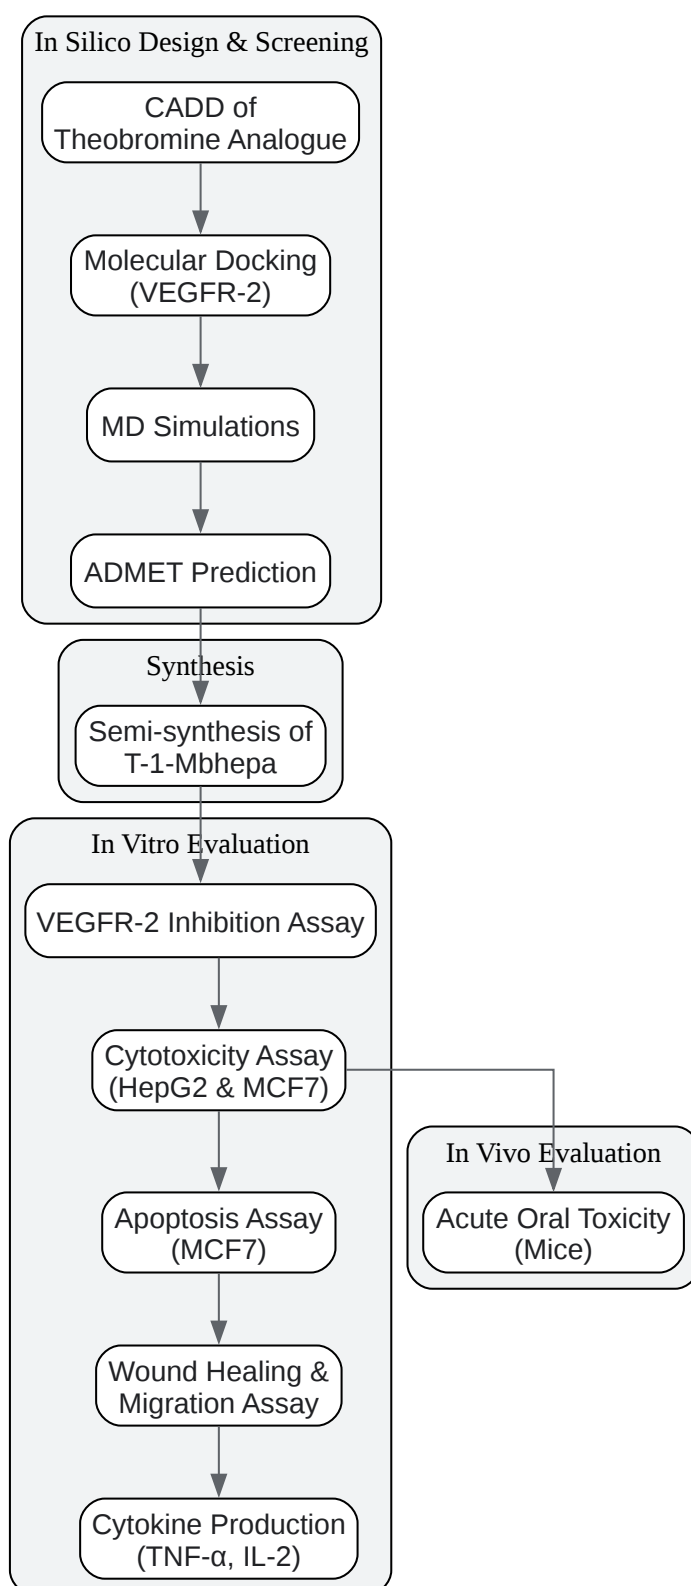 In Silico Design & Screening
CADD of
Theobromine Analogue
Molecular Docking
(VEGFR-2)
MD Simulations
ADMET Prediction
Synthesis
Semi-synthesis of
T-1-Mbhepa
In Vitro Evaluation
VEGFR-2 Inhibition Assay
Cytotoxicity Assay
(HepG2 & MCF7)
In Vivo Evaluation
Acute Oral Toxicity
(Mice)
Apoptosis Assay
(MCF7)
Wound Healing &
Migration Assay
Cytokine Production
(TNF-α, IL-2)